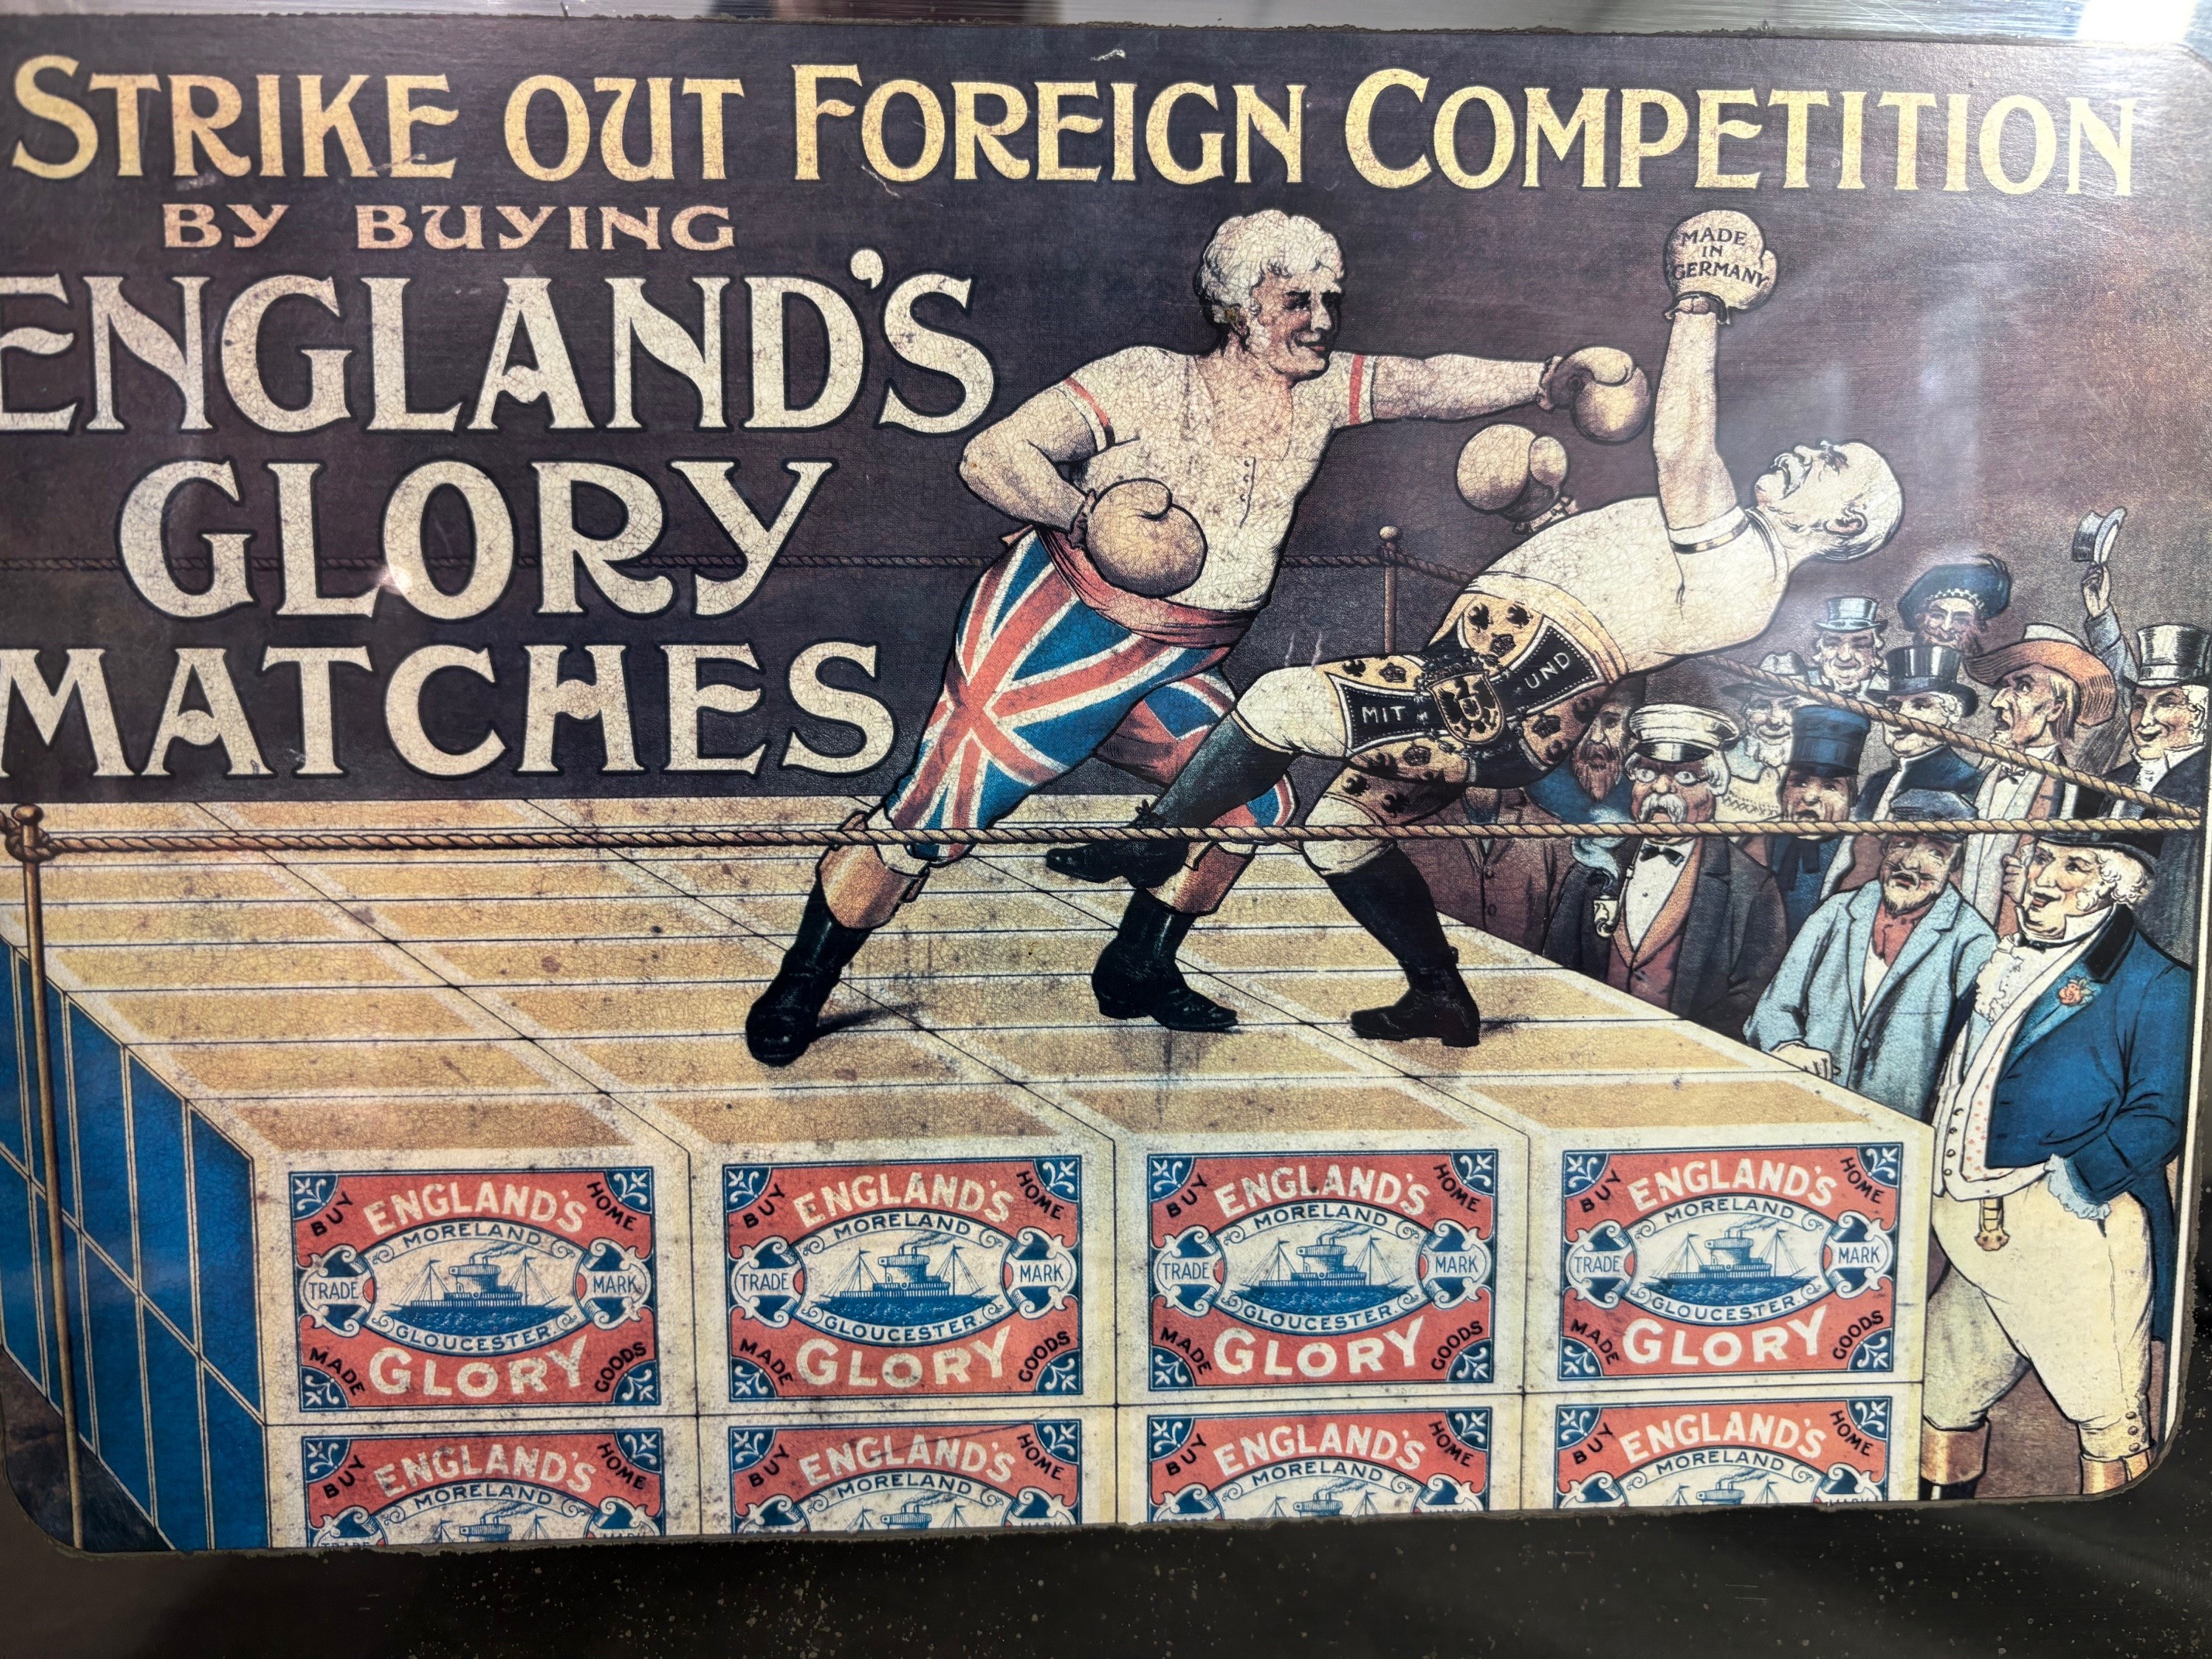 STRIKE OUT FOREIGN COMPETITION
BY BUYING
ENGLAND'S
GLORY
MATCHES
MADE
IN
GERMANY
MIT UND
BUY ENGLAND'S HOME
MORELAND
TRADE MARK
GLOUCESTER
MADE GLORY GOODS
BUY ENGLAND'S HOME
MORELAND
TRADE MARK
GLOUCESTER
MADE GLORY GOODS
BUY ENGLAND'S HOME
MORELAND
TRADE MARK
GLOUCESTER
MADE GLORY GOODS
BUY ENGLAND'S HOME
MORELAND
TRADE MARK
GLOUCESTER
MADE GLORY GOODS
BUY ENGLAND'S HOME
MORELAND
BUY ENGLAND'S HOME
MORELAND
BUY ENGLAND'S HOME
MORELAND
BUY ENGLAND'S HOME
MORELAND